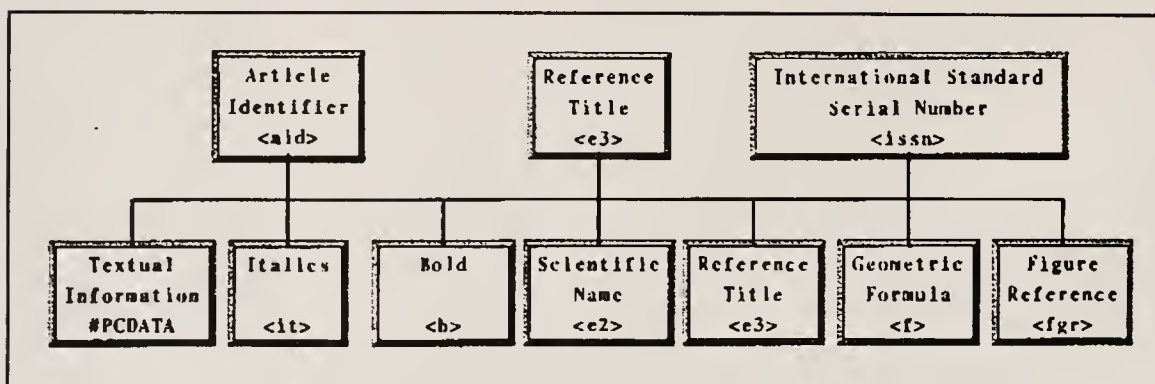 Article
Identifier
<aid>
Reference
Title
<e3>
International Standard
Serial Number
<issn>
Textual
Information
#PCDATA
Italics
<it>
Bold
<b>
Scientific
Name
<e2>
Reference
Title
<e3>
Geometric
Formula
<f>
Figure
Reference
<fgr>